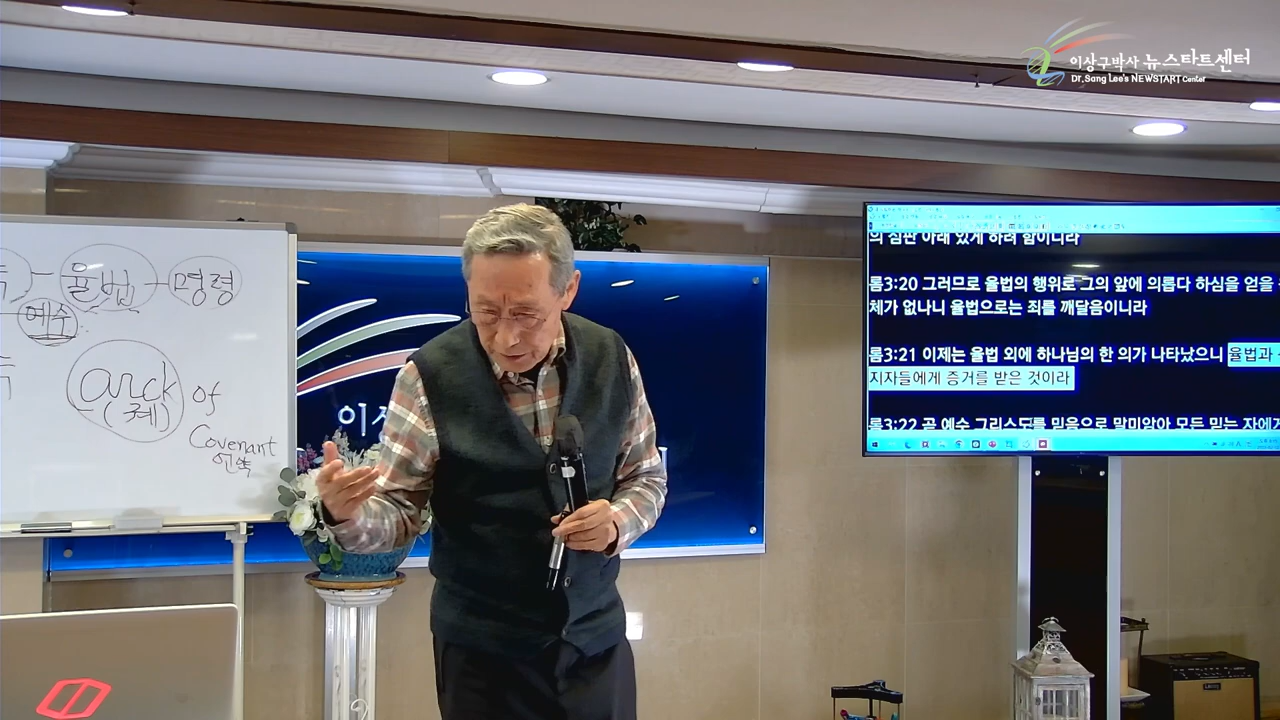 이상구박사 뉴스타트센터
Dr. Sang Lee's NEWSTART Center
율법 - 명령
예수
arck of
(궤)
Covenant
언약
의 심판 아래 있게 하려 함이니라
롬3:20 그러므로 율법의 행위로 그의 앞에 의롭다 하심을 얻을
체가 없나니 율법으로는 죄를 깨달음이니라
롬3:21 이제는 율법 외에 하나님의 한 의가 나타났으니 율법과
지자들에게 증거를 받은 것이라
롬3:22 곧 예수 그리스도를 믿음으로 말미암아 모든 믿는 자에게
이상